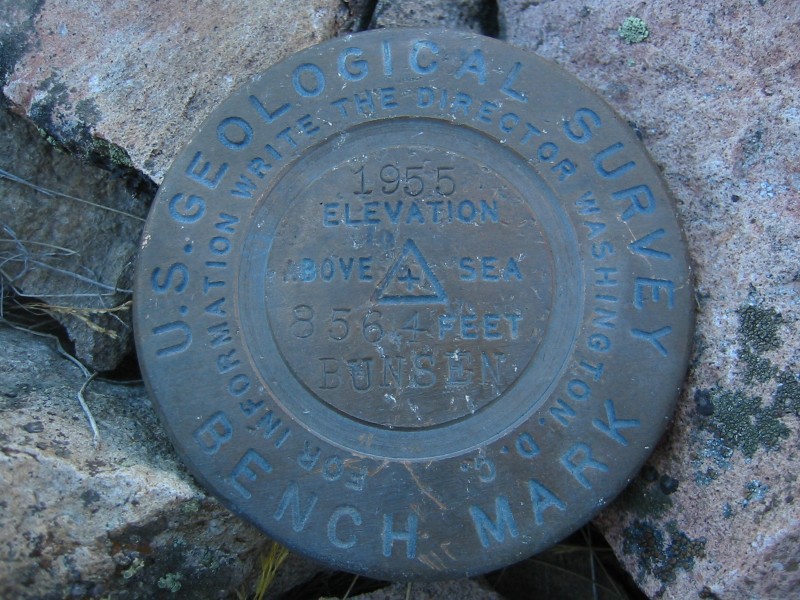 U.S. GEOLOGICAL SURVEY
BENCH MARK
FOR INFORMATION WRITE THE DIRECTOR WASHINGTON, D. C.
1955
ELEVATION
ABOVE SEA
8564 FEET
BUNSEN